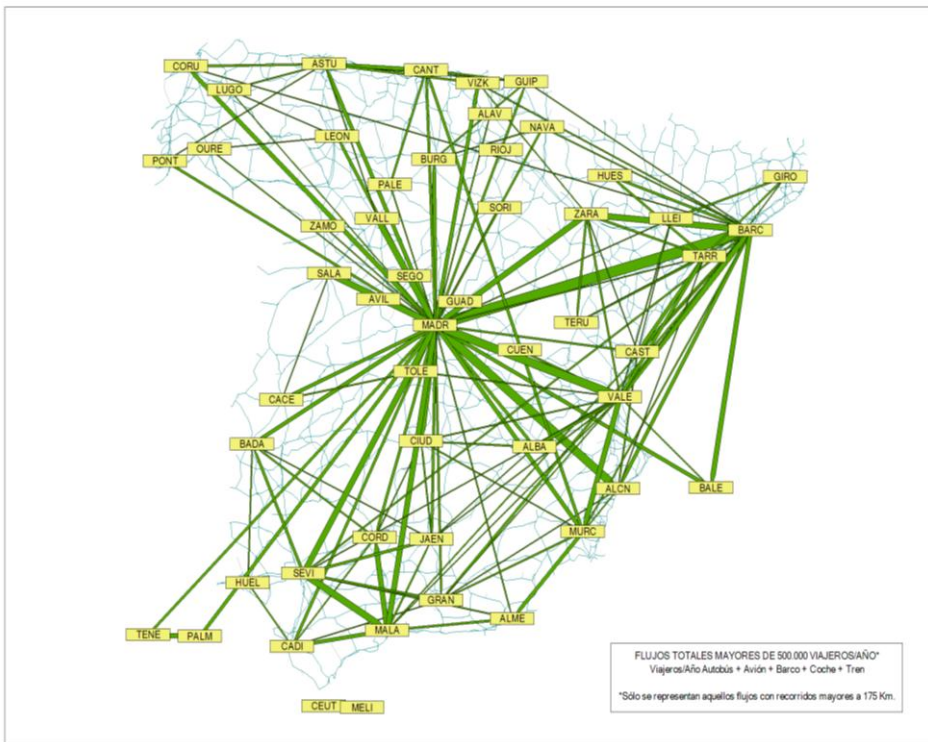 CORU
ASTU
CANT
VIZK
GUIP
LUGO
ALAV
NAVA
LEON
OURE
PONT
BURG
RIOJ
HUES
GIRO
PALE
SORI
ZARA
LLEI
VALL
ZAMO
BARC
TARR
SALA
SEGO
AVIL
GUAD
MADR
TERU
CUEN
CAST
TOLE
CACE
VALE
BADA
CIUD
ALBA
ALCN
BALE
MURC
CORD
JAEN
SEVI
HUEL
GRAN
ALME
MALA
TENE
PALM
CADI
CEUT
MELI
FLUJOS TOTALES MAYORES DE 500.000 VIAJEROS/AÑO*
Viajeros/Año Autobús + Avión + Barco + Coche + Tren
*Sólo se representan aquellos flujos con recorridos mayores a 175 Km.